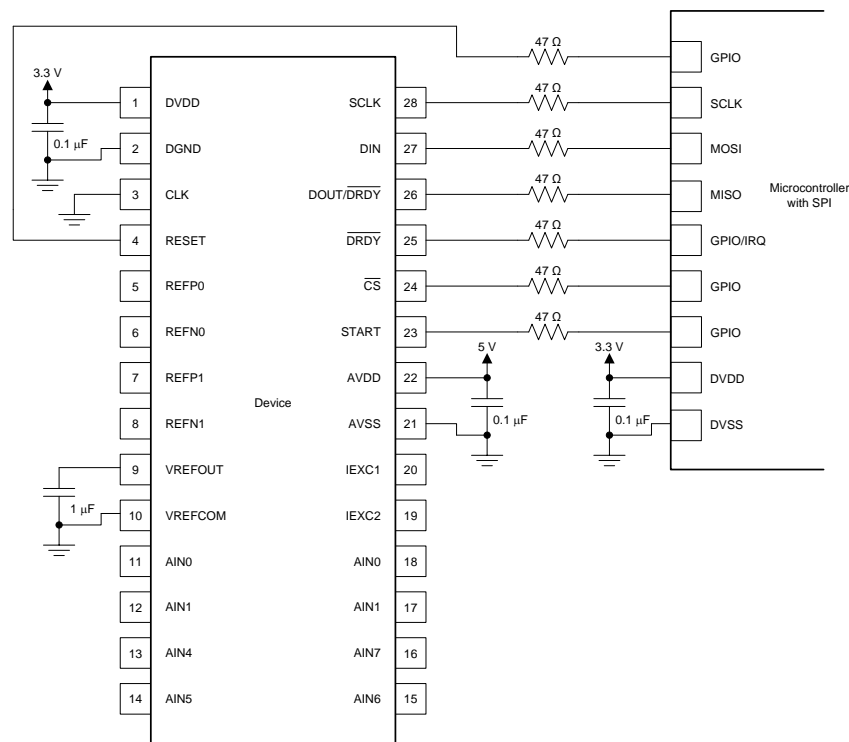 47 Ω
GPIO
3.3 V
47 Ω
1 DVDD SCLK 28 SCLK
0.1 µF
47 Ω
2 DGND DIN 27 MOSI
47 Ω
3 CLK DOUT/D̅R̅D̅Y̅ 26 MISO
Microcontroller
with SPI
47 Ω
4 RESET D̅R̅D̅Y̅ 25 GPIO/IRQ
47 Ω
5 REFP0 C̅S̅ 24 GPIO
47 Ω
6 REFN0 START 23 GPIO
5 V 3.3 V
7 REFP1 AVDD 22 DVDD
Device
0.1 µF 0.1 µF
8 REFN1 AVSS 21 DVSS
9 VREFOUT IEXC1 20
1 µF
10 VREFCOM IEXC2 19
11 AIN0 AIN0 18
12 AIN1 AIN1 17
13 AIN4 AIN7 16
14 AIN5 AIN6 15